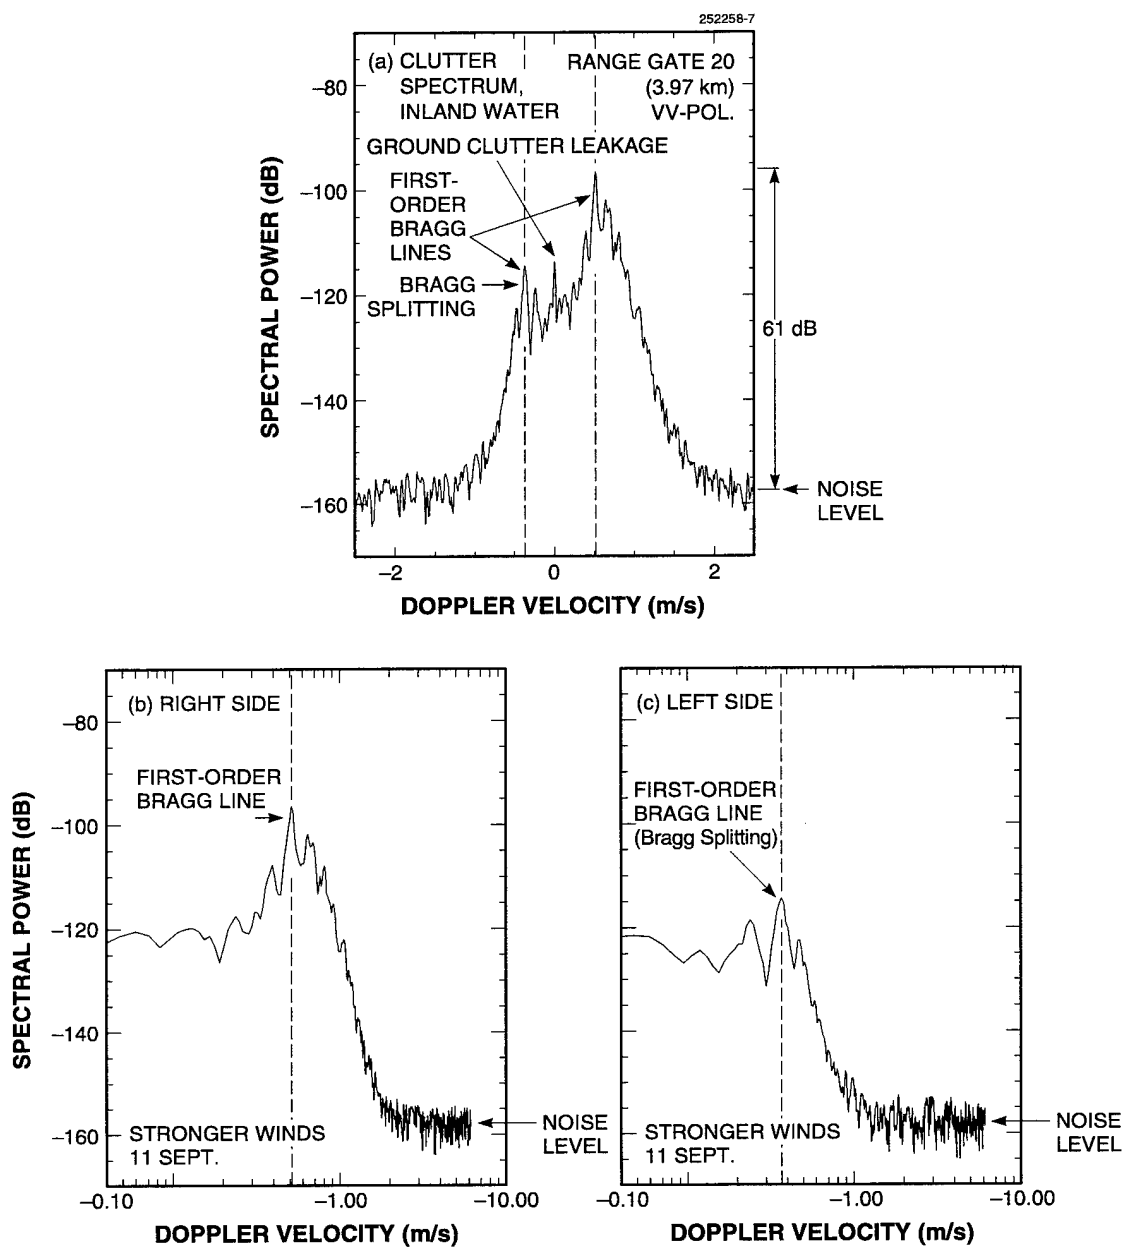 252258-7
(a) CLUTTER
SPECTRUM,
INLAND WATER
RANGE GATE 20
(3.97 km)
VV-POL.
GROUND CLUTTER LEAKAGE
FIRST-
ORDER
BRAGG
LINES
BRAGG
SPLITTING
61 dB
NOISE
LEVEL
SPECTRAL POWER (dB)
–80
–100
–120
–140
–160
–2 0 2
DOPPLER VELOCITY (m/s)
(b) RIGHT SIDE
FIRST-ORDER
BRAGG LINE
STRONGER WINDS
11 SEPT.
NOISE
LEVEL
SPECTRAL POWER (dB)
–80
–100
–120
–140
–160
–0.10 –1.00 –10.00
DOPPLER VELOCITY (m/s)
(c) LEFT SIDE
FIRST-ORDER
BRAGG LINE
(Bragg Splitting)
STRONGER WINDS
11 SEPT.
NOISE
LEVEL
–0.10 –1.00 –10.00
DOPPLER VELOCITY (m/s)